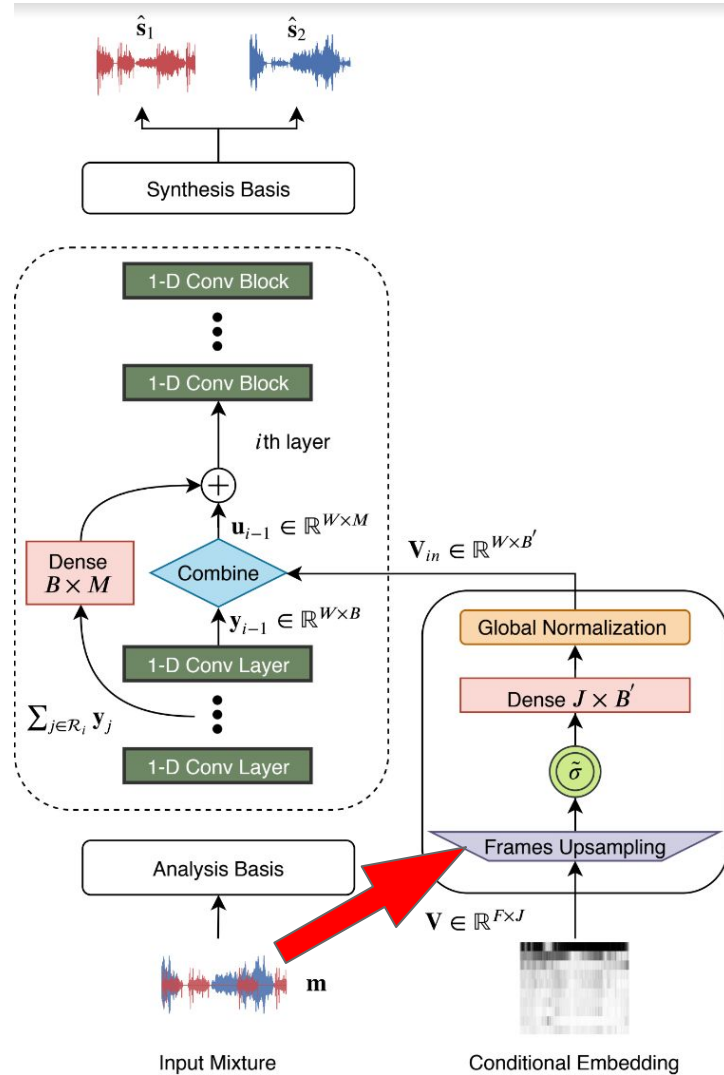 ŝ₁
ŝ₂
Synthesis Basis
1-D Conv Block
1-D Conv Block
ith layer
+
u_{i−1} ∈ ℝ^{W×M}
Dense
B × M
Combine
V_{in} ∈ ℝ^{W×B′}
y_{i−1} ∈ ℝ^{W×B}
1-D Conv Layer
∑_{j∈ℛ_i} y_j
1-D Conv Layer
Global Normalization
Dense J × B′
σ̃
Frames Upsampling
Analysis Basis
V ∈ ℝ^{F×J}
m
Input Mixture
Conditional Embedding